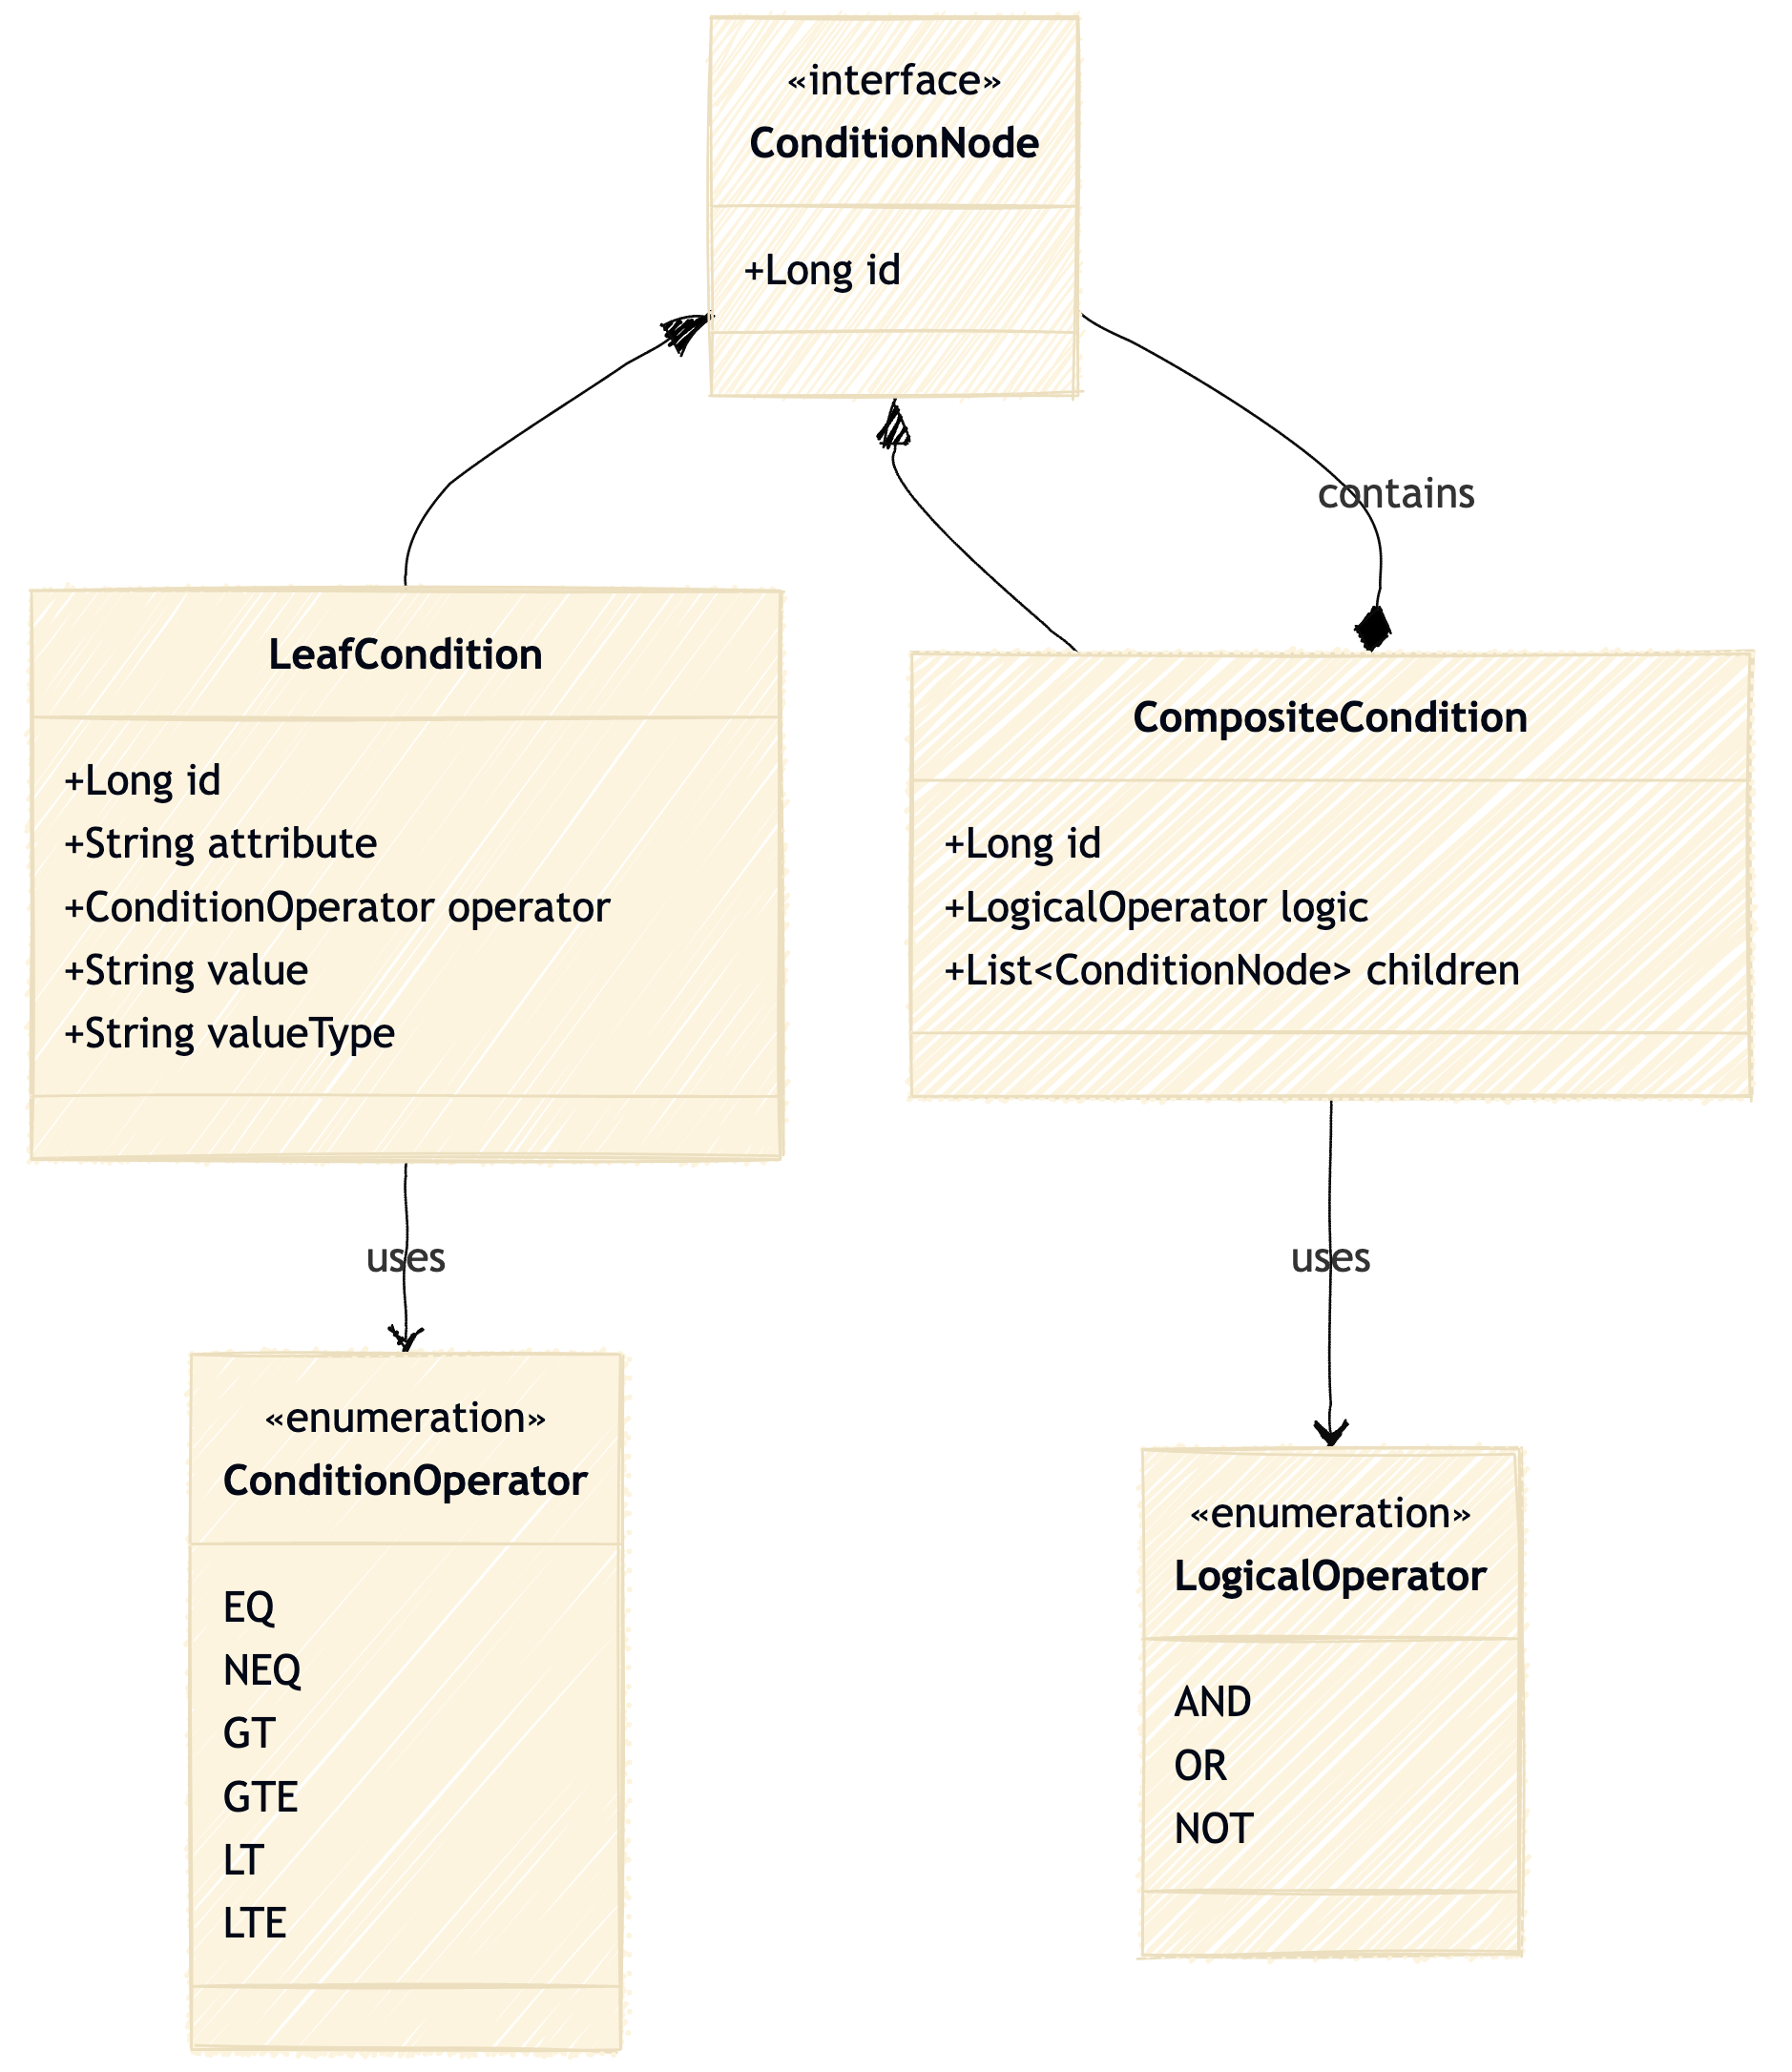 «interface»
ConditionNode
+Long id
contains
LeafCondition
+Long id
+String attribute
+ConditionOperator operator
+String value
+String valueType
CompositeCondition
+Long id
+LogicalOperator logic
+List<ConditionNode> children
uses
uses
«enumeration»
ConditionOperator
EQ
NEQ
GT
GTE
LT
LTE
«enumeration»
LogicalOperator
AND
OR
NOT